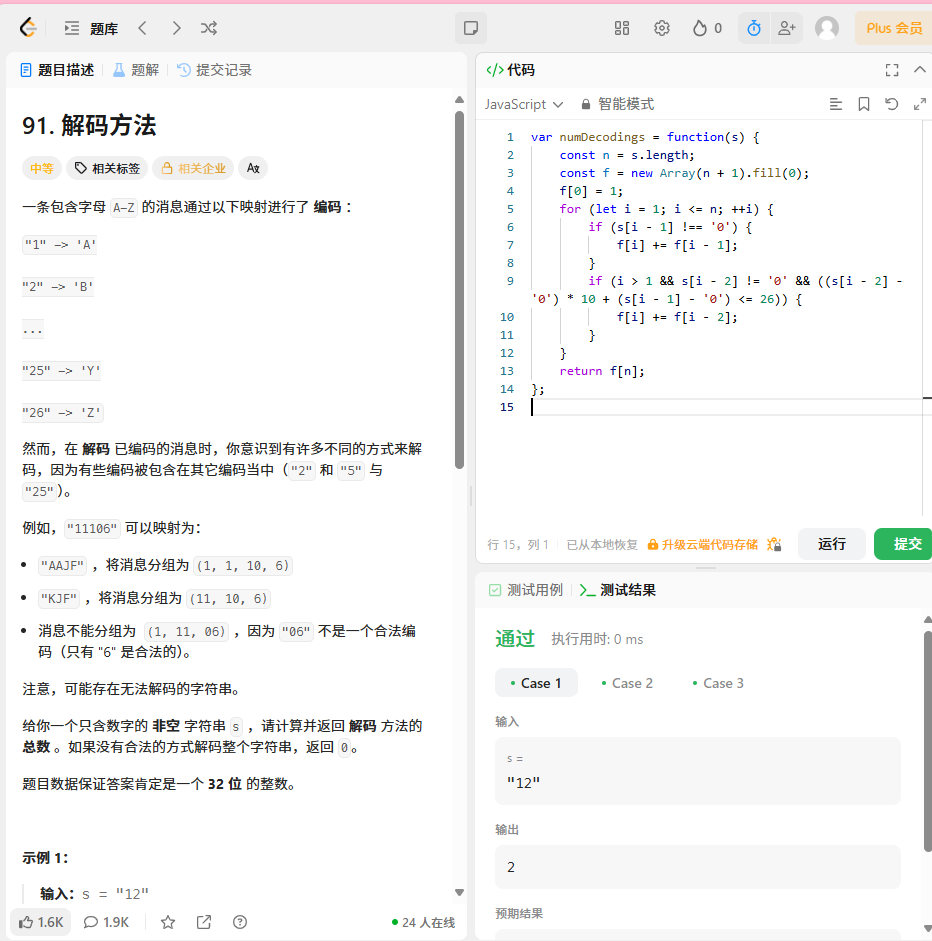 题库
0
Plus 会员
题目描述
题解
提交记录
91. 解码方法
中等
相关标签
相关企业
一条包含字母 A-Z 的消息通过以下映射进行了 编码 ：
"1" -> 'A'
"2" -> 'B'
...
"25" -> 'Y'
"26" -> 'Z'
然而，在 解码 已编码的消息时，你意识到有许多不同的方式来解
码，因为有些编码被包含在其它编码当中（"2" 和 "5" 与
"25"）。
例如，"11106" 可以映射为：
"AAJF" ，将消息分组为 (1, 1, 10, 6)
"KJF" ，将消息分组为 (11, 10, 6)
消息不能分组为 (1, 11, 06) ，因为 "06" 不是一个合法编
码（只有 "6" 是合法的）。
注意，可能存在无法解码的字符串。
给你一个只含数字的 非空 字符串 s ，请计算并返回 解码 方法的
总数 。如果没有合法的方式解码整个字符串，返回 0。
题目数据保证答案肯定是一个 32 位 的整数。
示例 1：
输入：s = "12"
1.6K
1.9K
24 人在线
</> 代码
JavaScript
智能模式
1 var numDecodings = function(s) {
2 const n = s.length;
3 const f = new Array(n + 1).fill(0);
4 f[0] = 1;
5 for (let i = 1; i <= n; ++i) {
6 if (s[i - 1] !== '0') {
7 f[i] += f[i - 1];
8 }
9 if (i > 1 && s[i - 2] != '0' && ((s[i - 2] -
'0') * 10 + (s[i - 1] - '0') <= 26)) {
10 f[i] += f[i - 2];
11 }
12 }
13 return f[n];
14 };
15
行 15，列 1
已从本地恢复
升级云端代码存储
运行
提交
测试用例
测试结果
通过
执行用时: 0 ms
Case 1
Case 2
Case 3
输入
s =
"12"
输出
2
预期结果